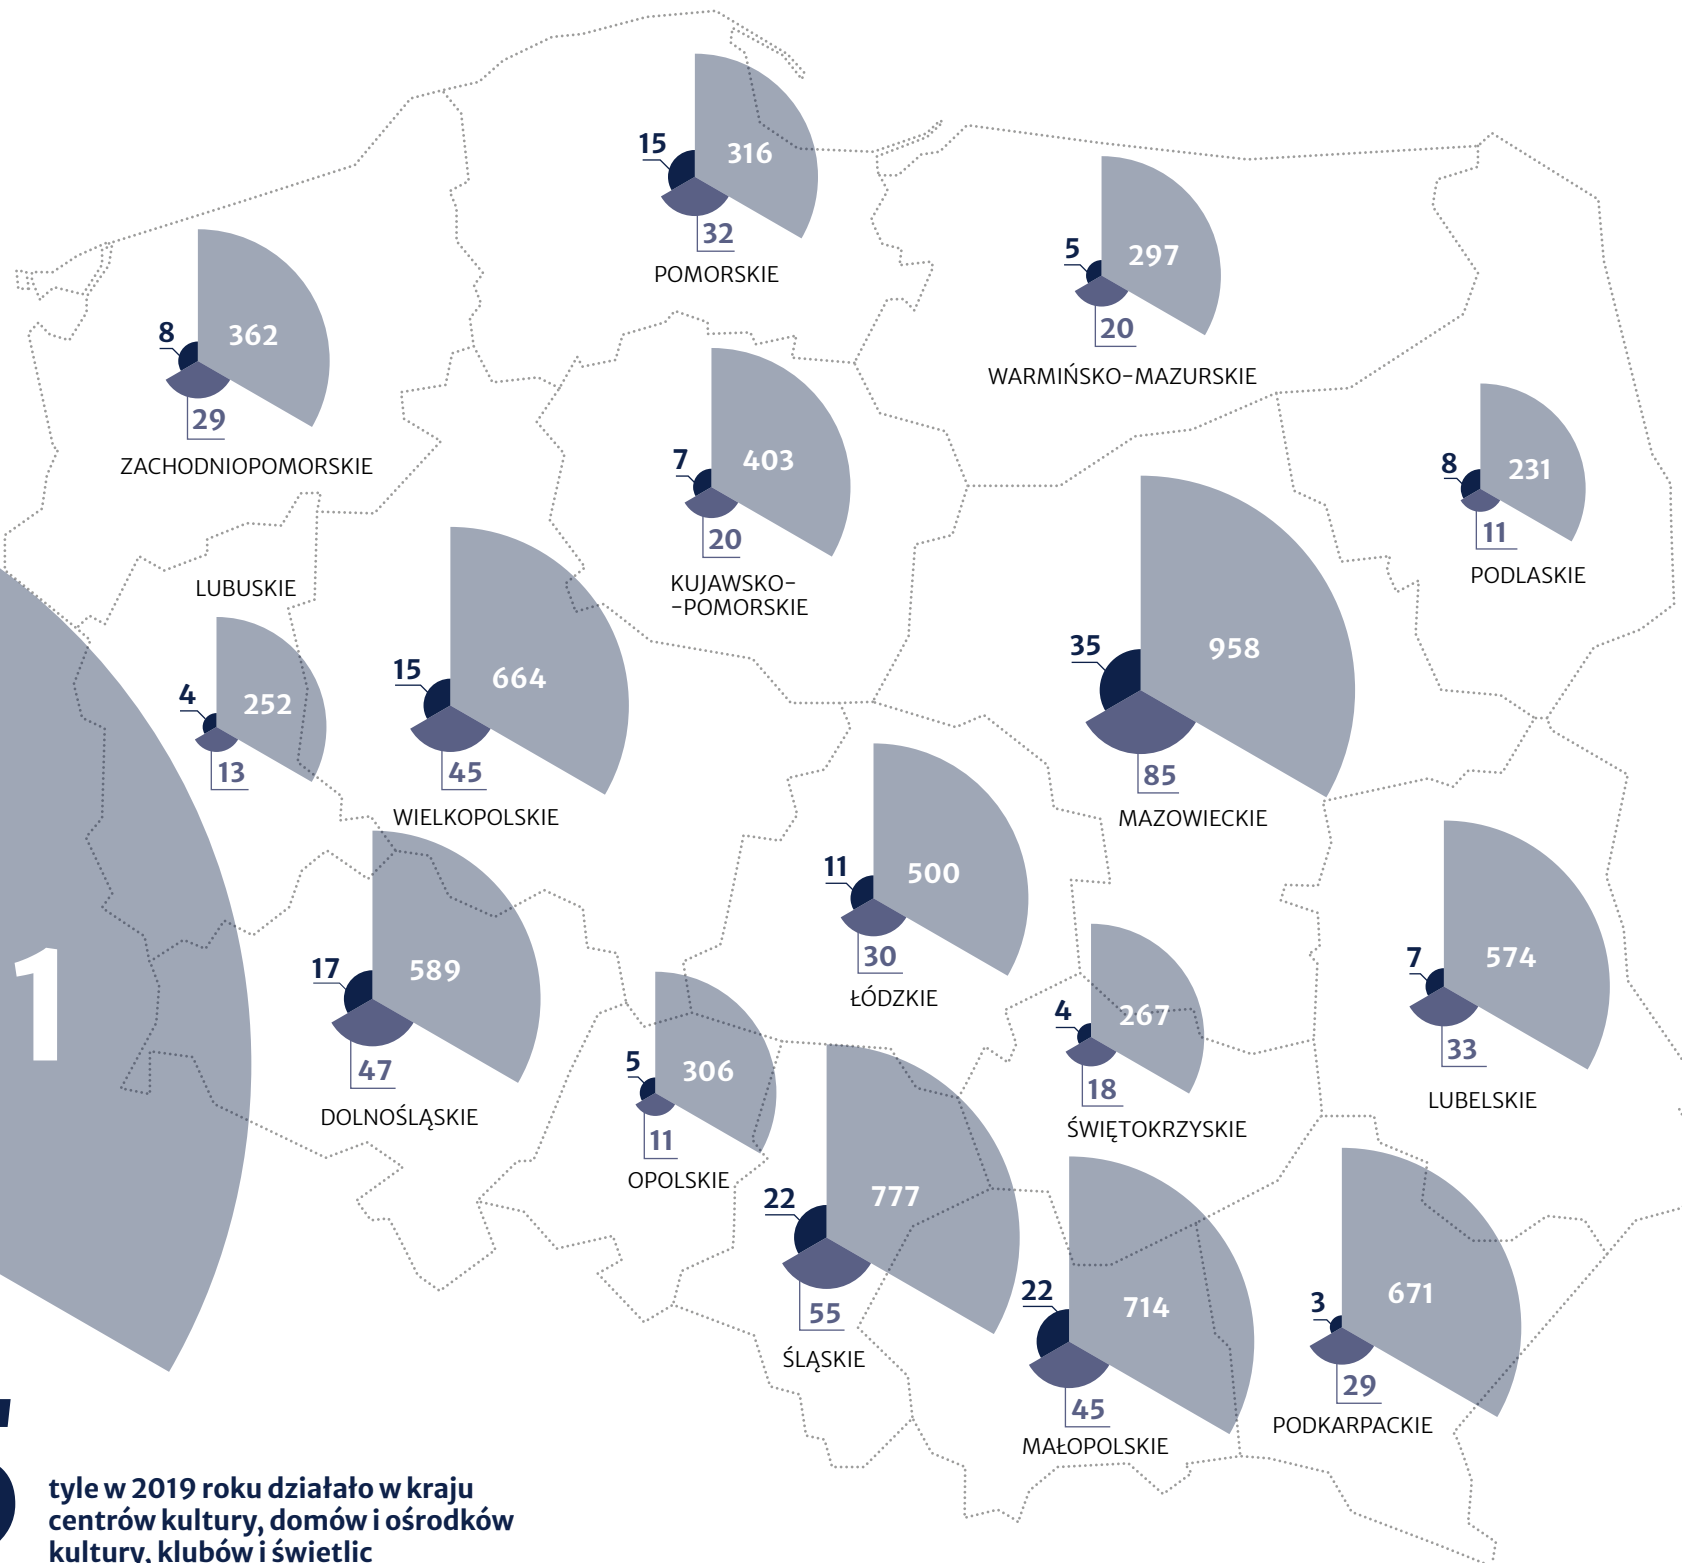 15
316
32
POMORSKIE
5
297
20
WARMIŃSKO-MAZURSKIE
8
362
29
ZACHODNIOPOMORSKIE
7
403
20
KUJAWSKO-
-POMORSKIE
8
231
11
PODLASKIE
LUBUSKIE
4
252
13
15
664
45
WIELKOPOLSKIE
35
958
85
MAZOWIECKIE
11
500
30
ŁÓDZKIE
1
17
589
47
DOLNOŚLĄSKIE
5
306
11
OPOLSKIE
4
267
18
ŚWIĘTOKRZYSKIE
7
574
33
LUBELSKIE
22
777
55
ŚLĄSKIE
22
714
45
MAŁOPOLSKIE
3
671
29
PODKARPACKIE
tyle w 2019 roku działało w kraju
centrów kultury, domów i ośrodków
kultury, klubów i świetlic